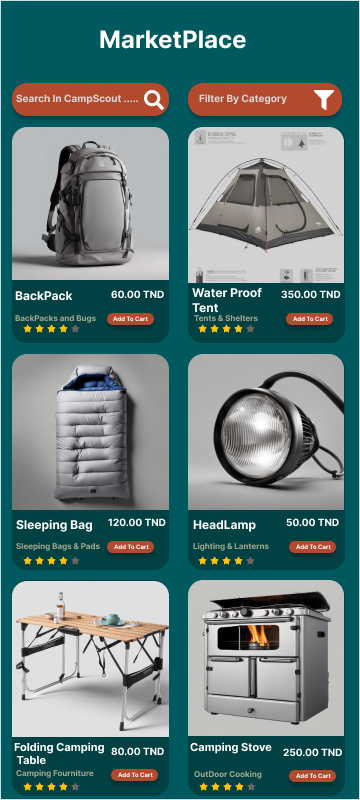 MarketPlace
Search In CampScout .....
Filter By Category
BackPack
60.00 TND
BackPacks and Bugs
Add To Cart
Water Proof
Tent
350.00 TND
Tents & Shelters
Add To Cart
Sleeping Bag
120.00 TND
Sleeping Bags & Pads
Add To Cart
HeadLamp
50.00 TND
Lighting & Lanterns
Add To Cart
Folding Camping
Table
80.00 TND
Camping Fourniture
Add To Cart
Camping Stove
250.00 TND
OutDoor Cooking
Add To Cart